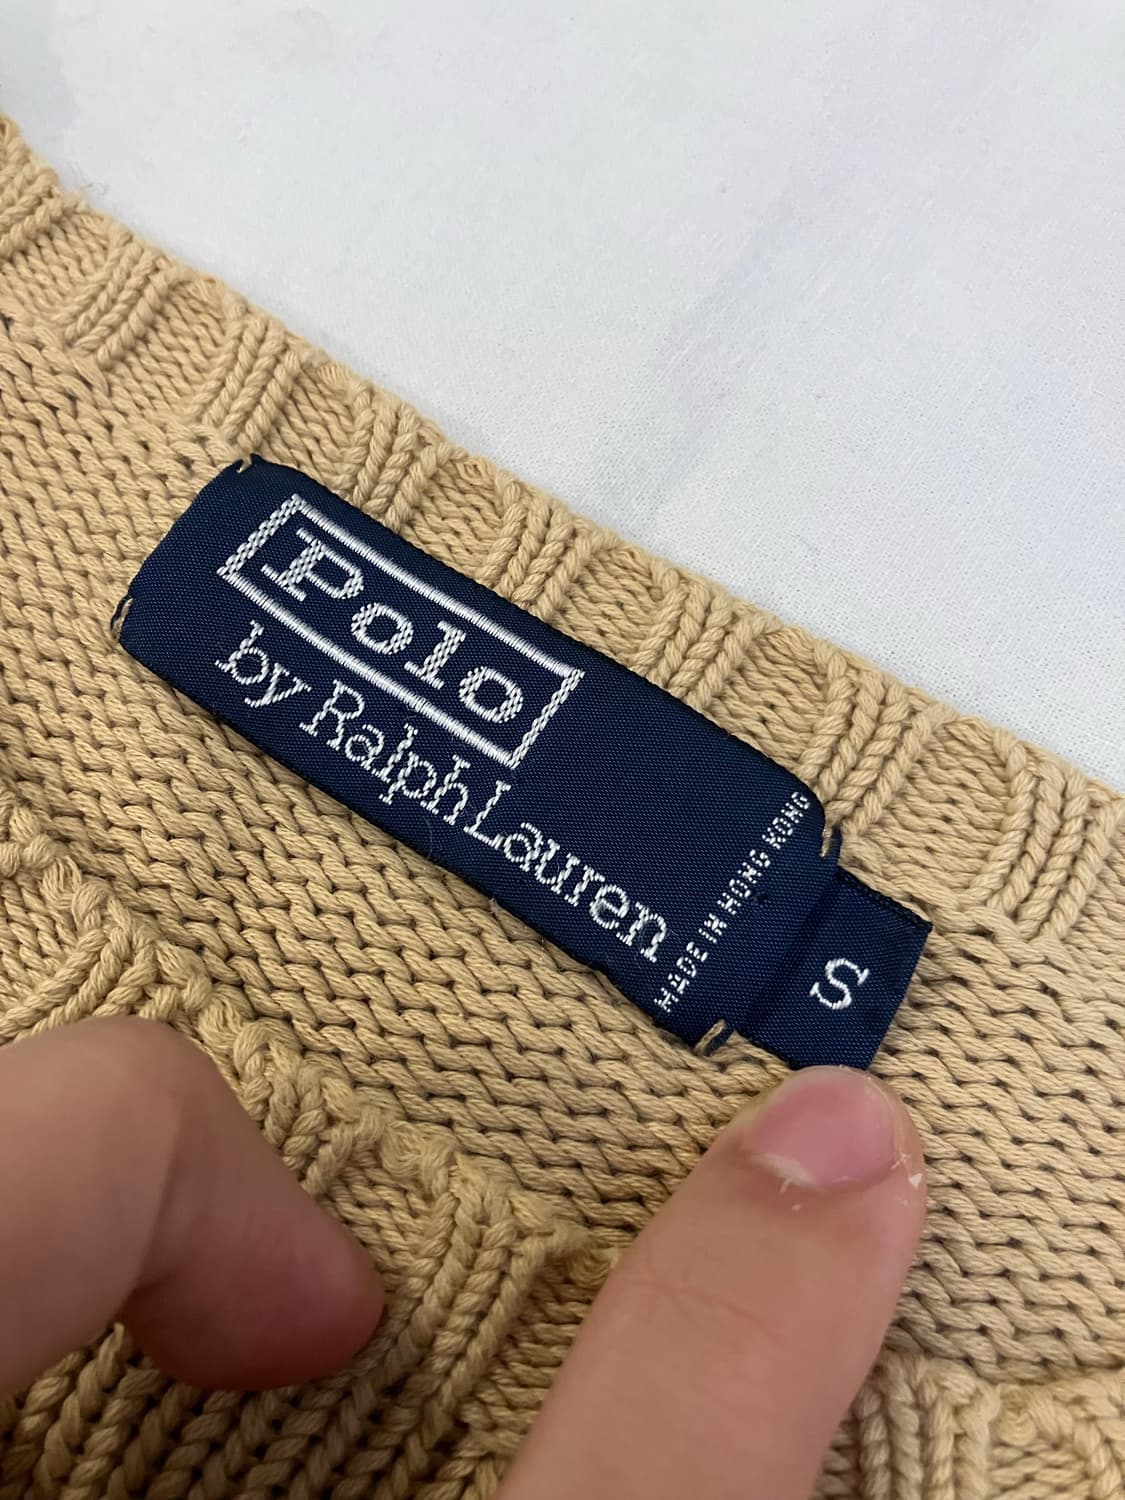 Polo
by Ralph Lauren
MADE IN HONG KONG
S